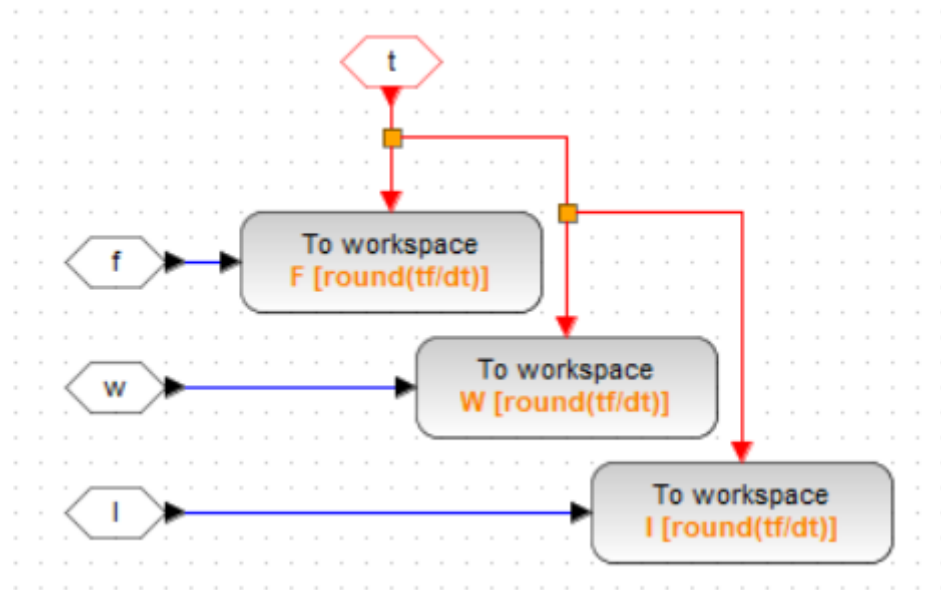 t
f
To workspace
F [round(tf/dt)]
w
To workspace
W [round(tf/dt)]
I
To workspace
I [round(tf/dt)]